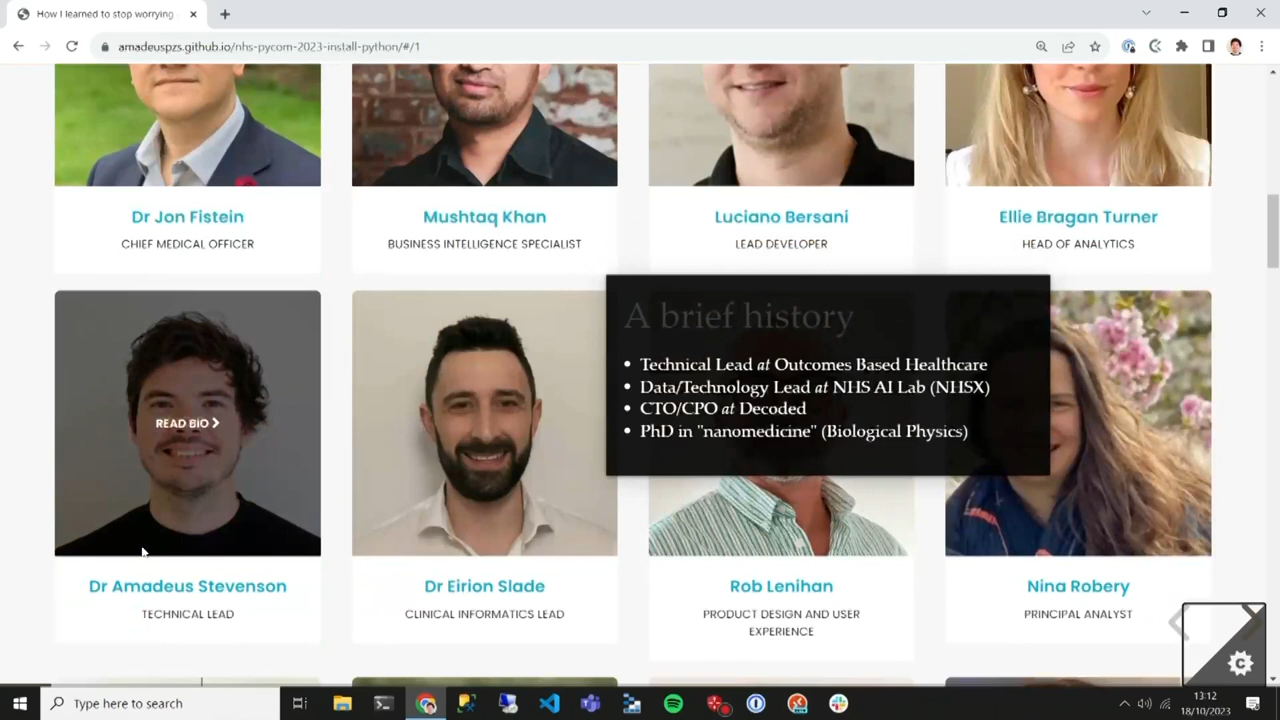 How I learned to stop worrying
amadeuspzs.github.io/nhs-pycom-2023-install-python/#/1
Dr Jon Fistein
CHIEF MEDICAL OFFICER
Mushtaq Khan
BUSINESS INTELLIGENCE SPECIALIST
Luciano Bersani
LEAD DEVELOPER
Ellie Bragan Turner
HEAD OF ANALYTICS
A brief history
Technical Lead at Outcomes Based Healthcare
Data/Technology Lead at NHS AI Lab (NHSX)
CTO/CPO at Decoded
PhD in "nanomedicine" (Biological Physics)
READ BIO
Dr Amadeus Stevenson
TECHNICAL LEAD
Dr Eirion Slade
CLINICAL INFORMATICS LEAD
Rob Lenihan
PRODUCT DESIGN AND USER
EXPERIENCE
Nina Robery
PRINCIPAL ANALYST
C
Type here to search
13:12
18/10/2023